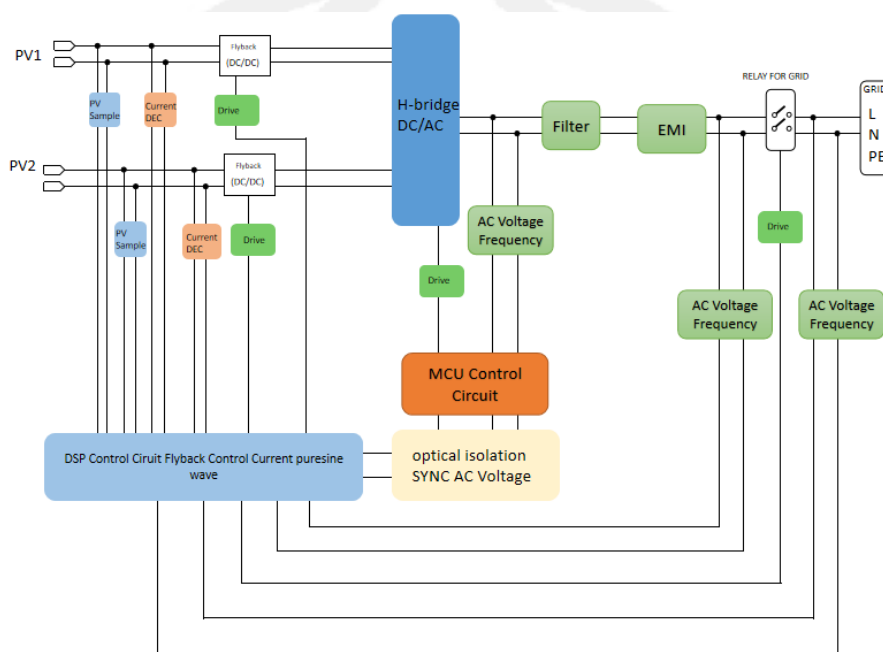 PV1
Flyback
(DC/DC)
PV
Sample
Current
DEC
Drive
PV2
Flyback
(DC/DC)
PV
Sample
Current
DEC
Drive
H-bridge
DC/AC
Filter
EMI
RELAY FOR GRID
GRID
L
N
PE
AC Voltage
Frequency
Drive
Drive
AC Voltage
Frequency
AC Voltage
Frequency
MCU Control
Circuit
DSP Control Ciruit Flyback Control Current puresine
wave
optical isolation
SYNC AC Voltage